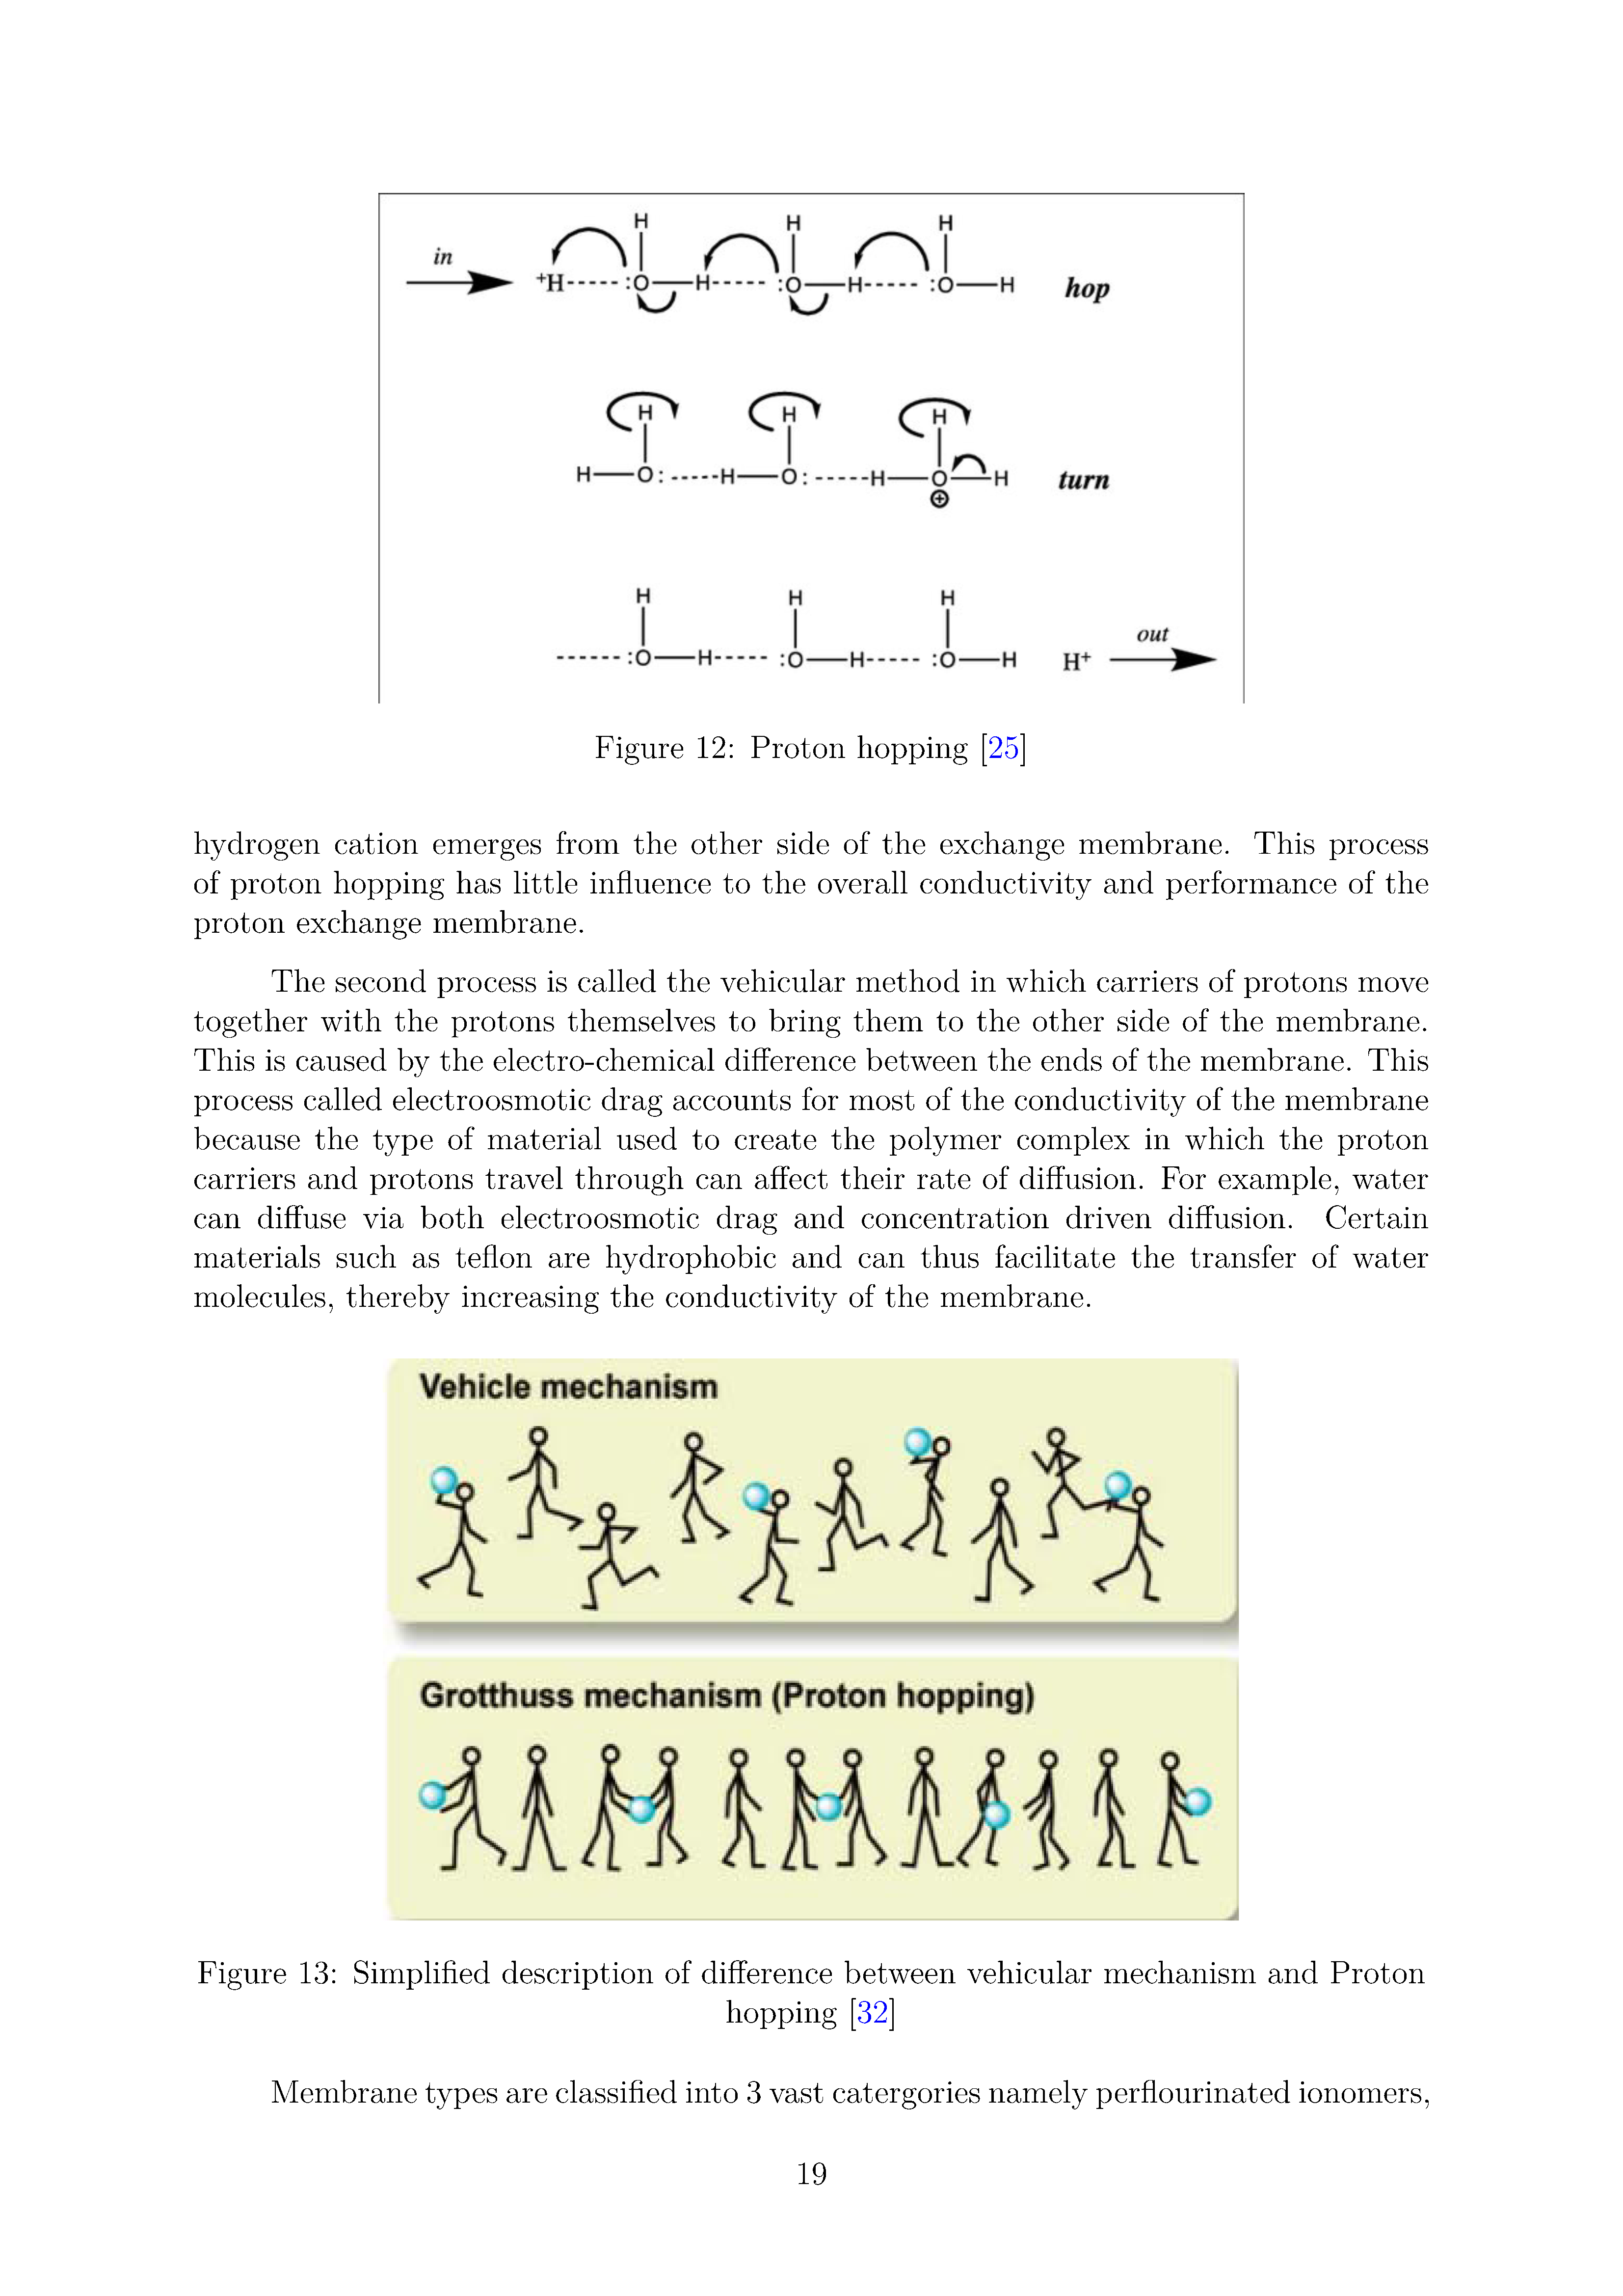 H H H
in
+H-----:O—H-----:O—H-----:O—H hop
H H H
H—O:-----H—O:-----H—O—H turn
⊕
H H H
out
------:O—H-----:O—H-----:O—H H+
Figure 12: Proton hopping [25]
hydrogen cation emerges from the other side of the exchange membrane. This process
of proton hopping has little influence to the overall conductivity and performance of the
proton exchange membrane.
The second process is called the vehicular method in which carriers of protons move
together with the protons themselves to bring them to the other side of the membrane.
This is caused by the electro-chemical difference between the ends of the membrane. This
process called electroosmotic drag accounts for most of the conductivity of the membrane
because the type of material used to create the polymer complex in which the proton
carriers and protons travel through can affect their rate of diffusion. For example, water
can diffuse via both electroosmotic drag and concentration driven diffusion. Certain
materials such as teflon are hydrophobic and can thus facilitate the transfer of water
molecules, thereby increasing the conductivity of the membrane.
Vehicle mechanism
Grotthuss mechanism (Proton hopping)
Figure 13: Simplified description of difference between vehicular mechanism and Proton
hopping [32]
Membrane types are classified into 3 vast catergories namely perflourinated ionomers,
19